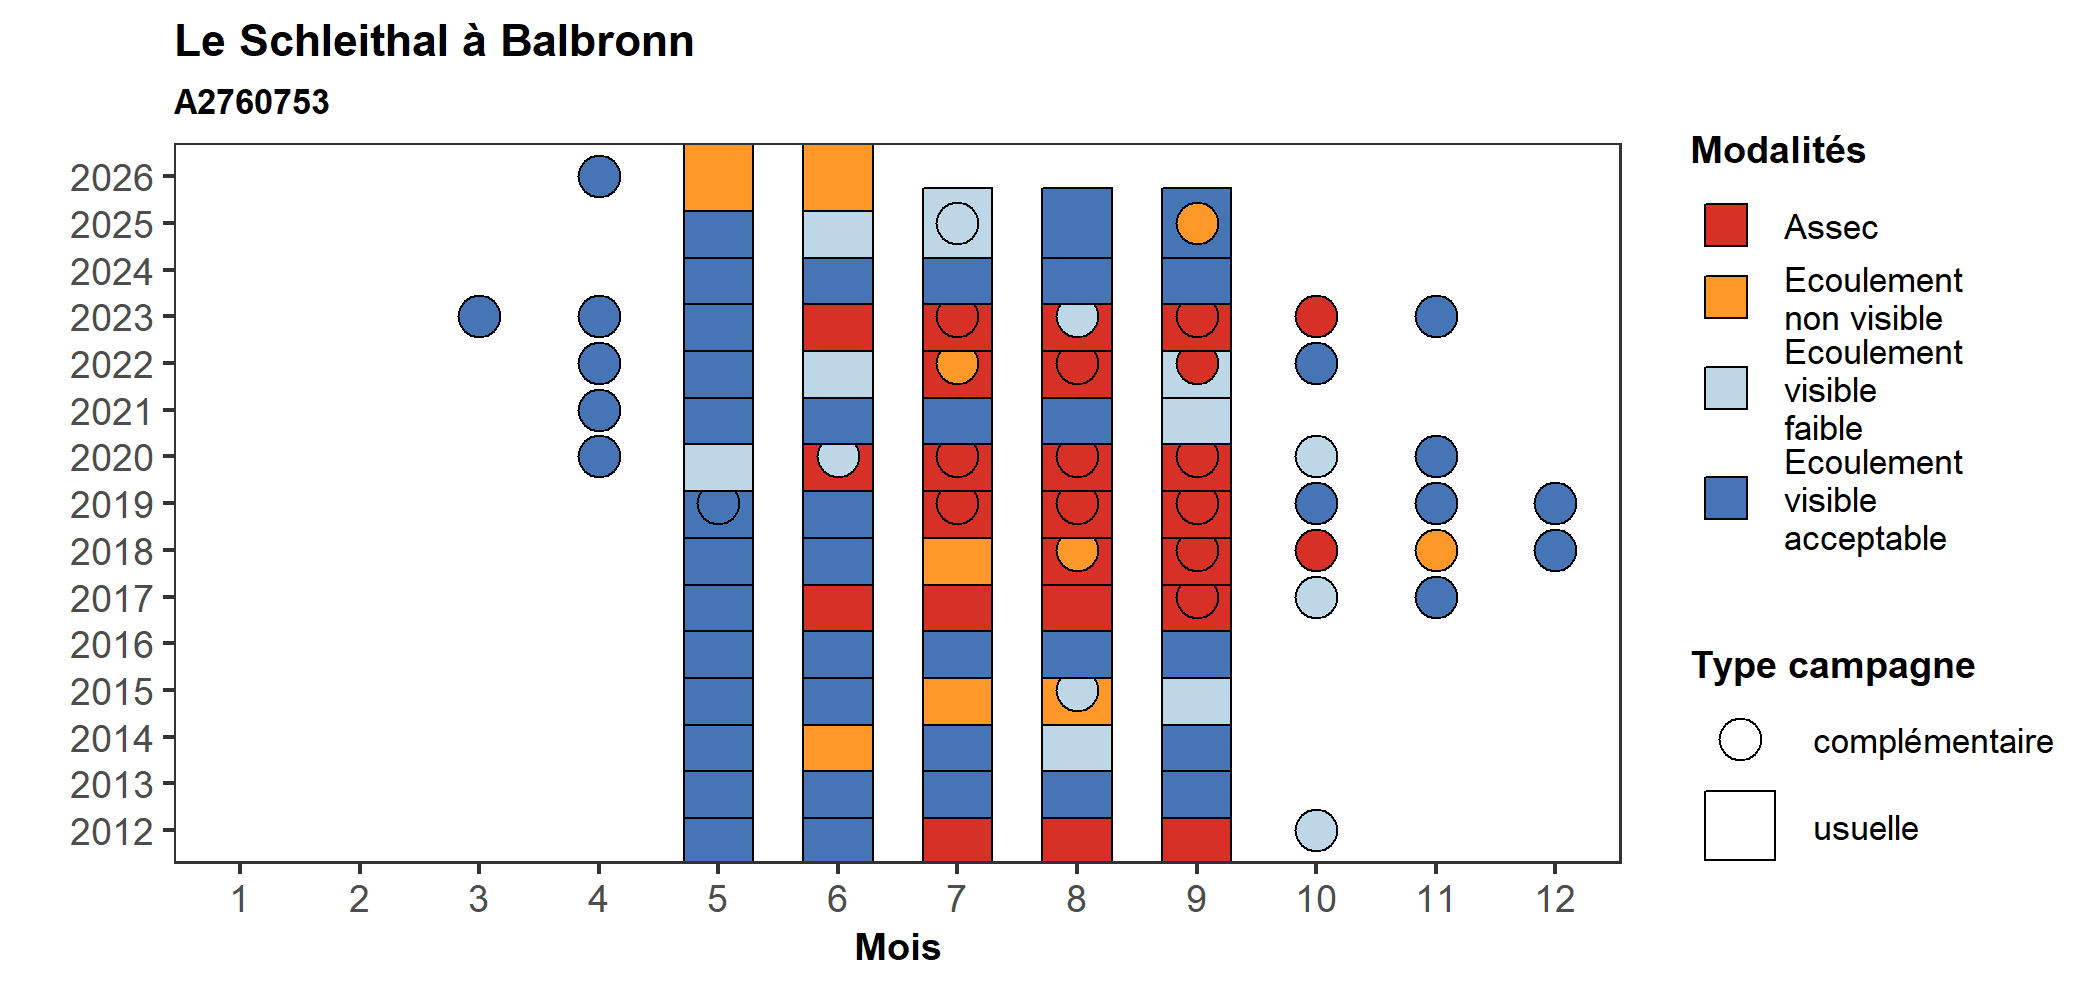 Le Schleithal à Balbronn
A2760753
2026
2025
2024
2023
2022
2021
2020
2019
2018
2017
2016
2015
2014
2013
2012
1 2 3 4 5 6 7 8 9 10 11 12
Mois
Modalités
Assec
Ecoulement
non visible
Ecoulement
visible
faible
Ecoulement
visible
acceptable
Type campagne
complémentaire
usuelle